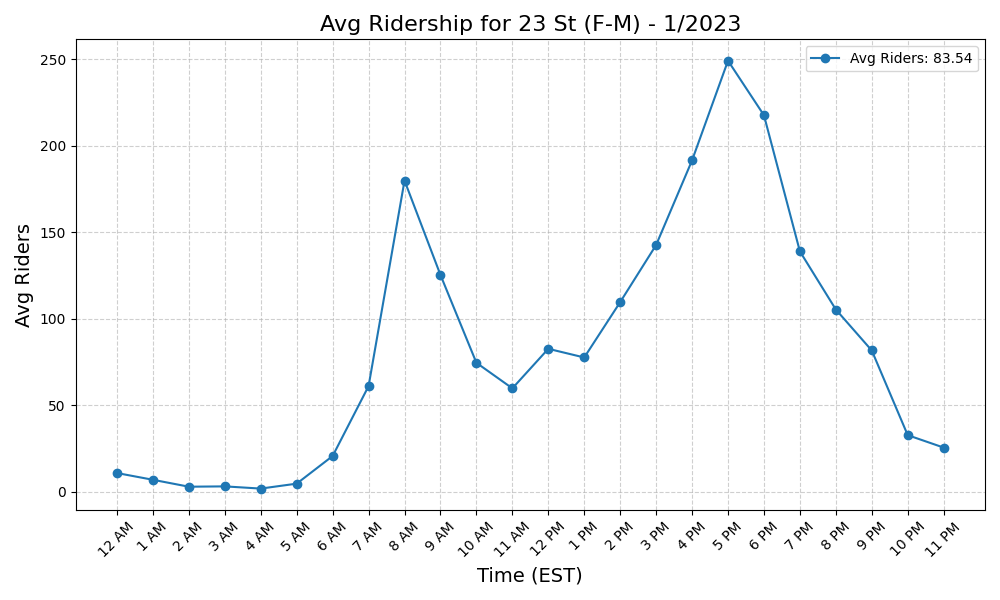 Avg Ridership for 23 St (F-M) - 1/2023
Avg Riders: 83.54
Avg Riders
250
200
150
100
50
0
12 AM
1 AM
2 AM
3 AM
4 AM
5 AM
6 AM
7 AM
8 AM
9 AM
10 AM
11 AM
12 PM
1 PM
2 PM
3 PM
4 PM
5 PM
6 PM
7 PM
8 PM
9 PM
10 PM
11 PM
Time (EST)